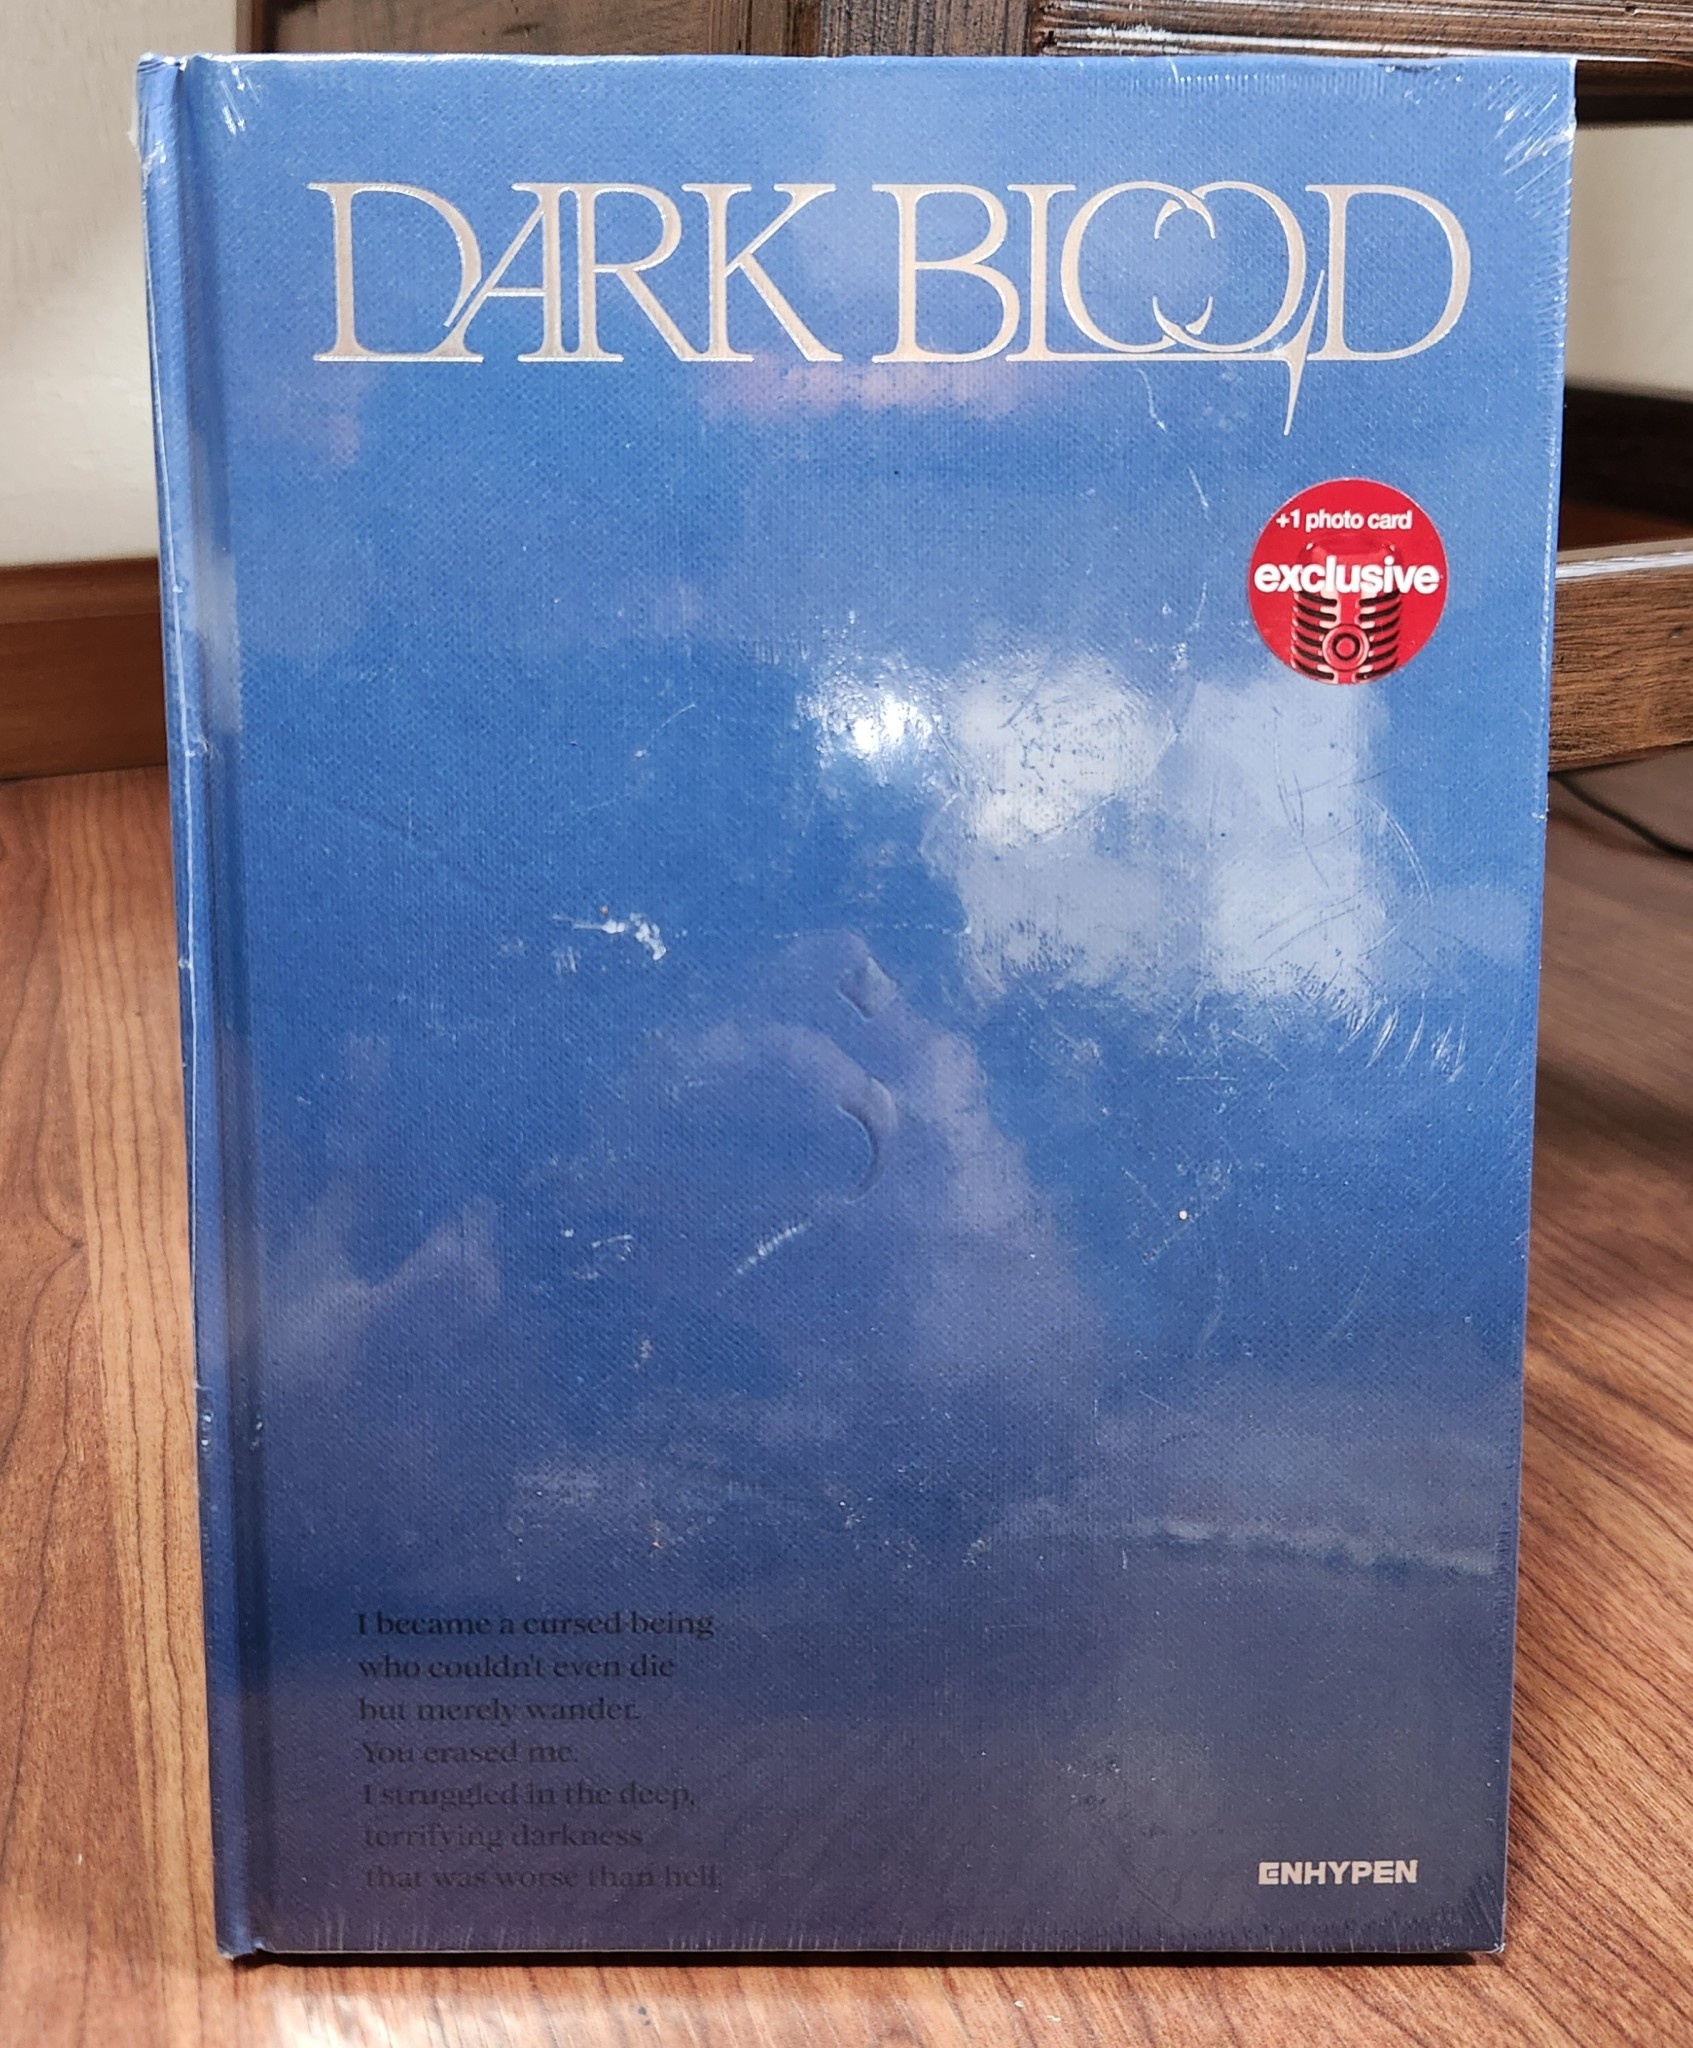 DARK BLOOD
+1 photo card
exclusive
I became a cursed being
who couldn't even die
but merely wander.
You erased me.
I struggled in the deep,
terrifying darkness
that was worse than hell.
ENHYPEN